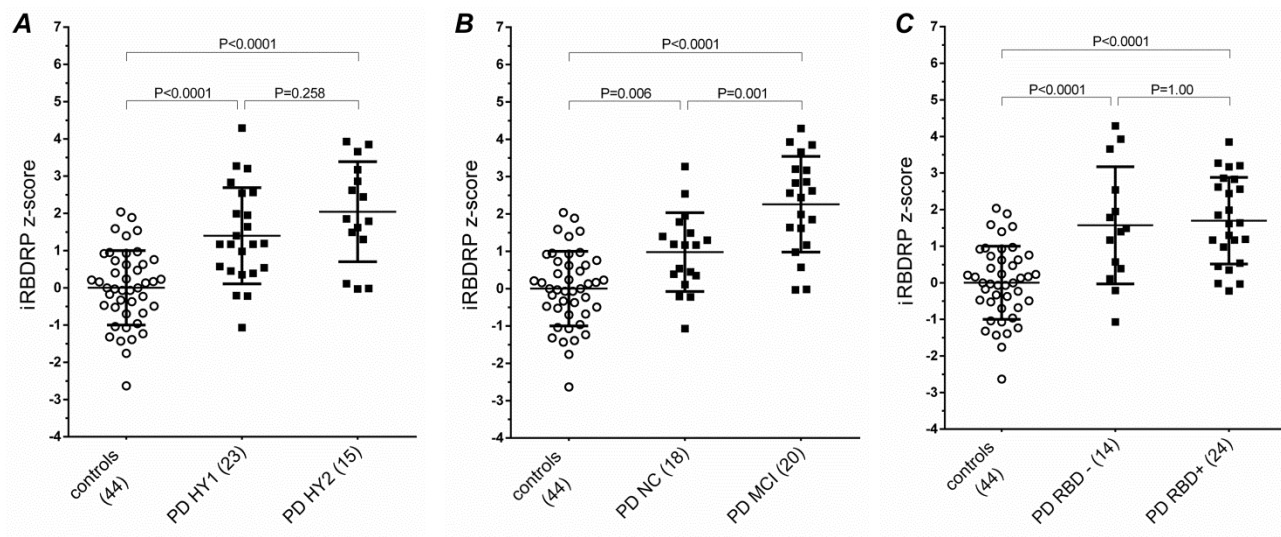 A
iRBDRP z-score
7
6
5
4
3
2
1
0
-1
-2
-3
-4
P<0.0001
P<0.0001
P=0.258
controls
(44)
PD HY1 (23)
PD HY2 (15)
B
iRBDRP z-score
7
6
5
4
3
2
1
0
-1
-2
-3
-4
P<0.0001
P=0.006
P=0.001
controls
(44)
PD NCI (18)
PD MCI (20)
C
iRBDRP z-score
7
6
5
4
3
2
1
0
-1
-2
-3
-4
P<0.0001
P<0.0001
P=1.00
controls
(44)
PD RBD - (14)
PD RBD+ (24)